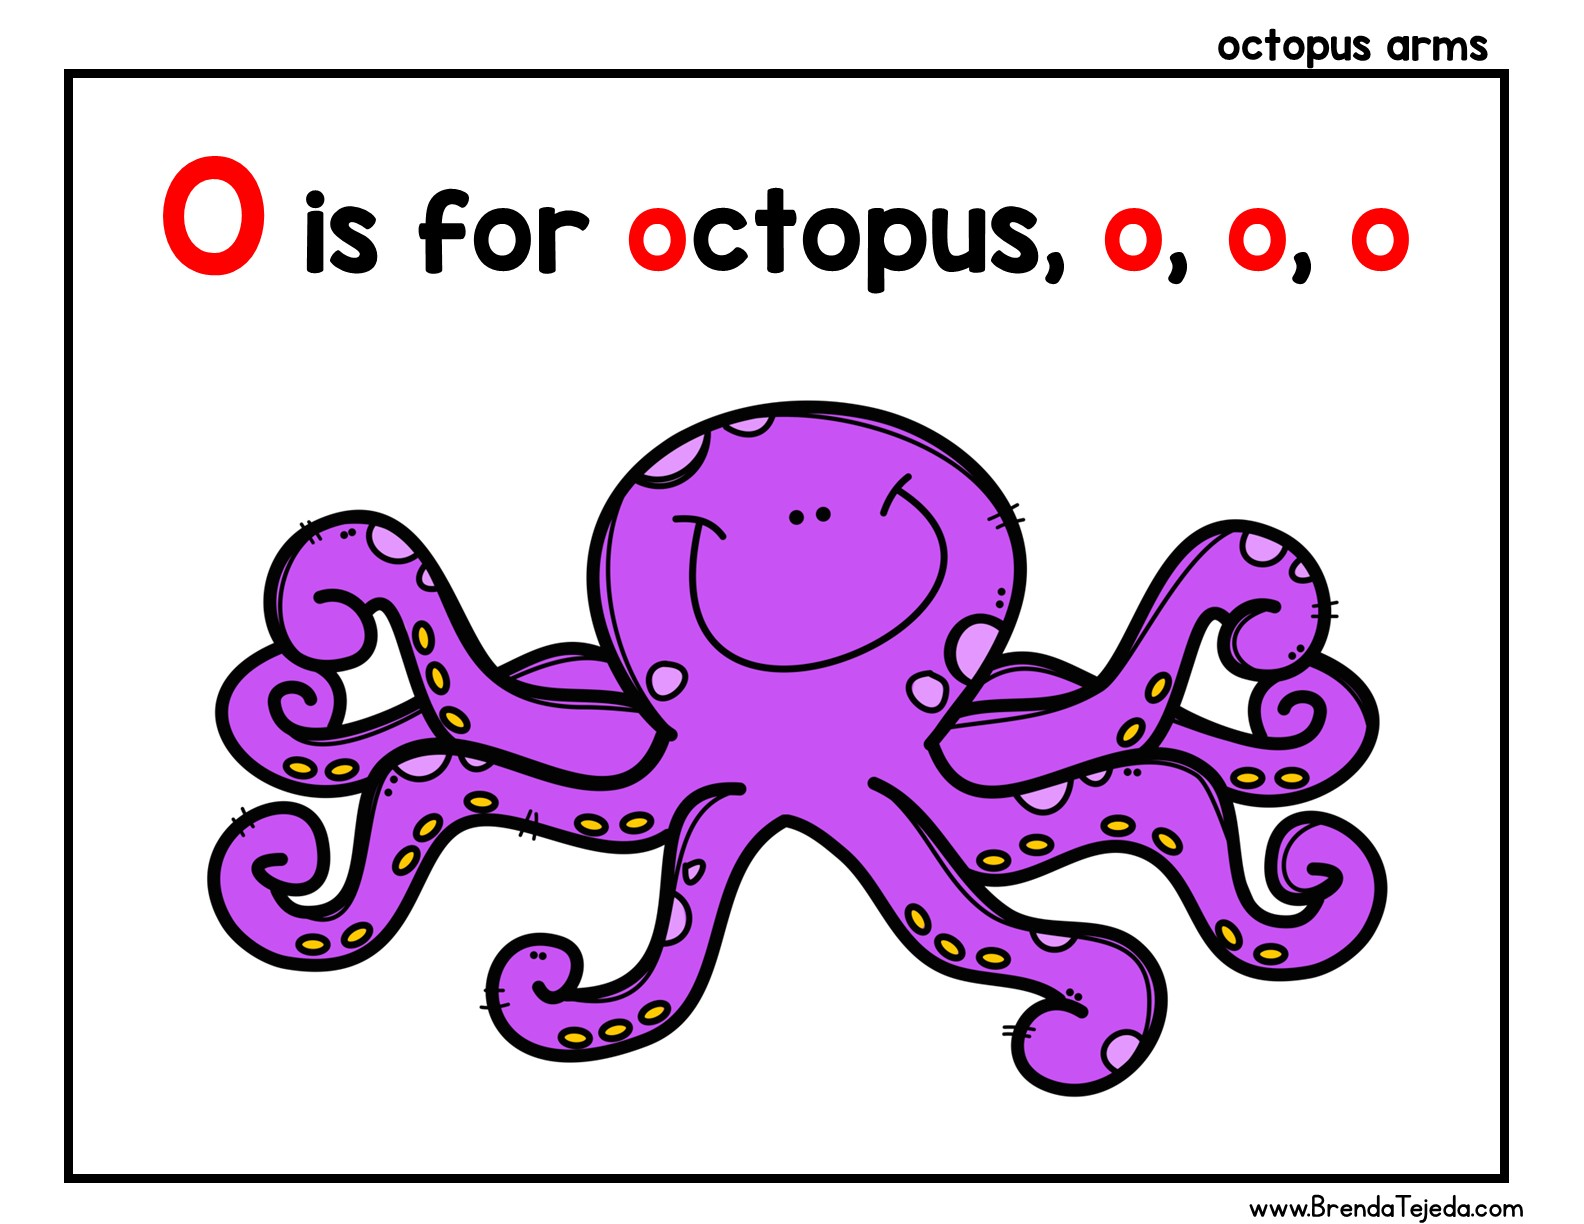 octopus arms
O is for octopus, o, o, o
www.BrendaTejeda.com